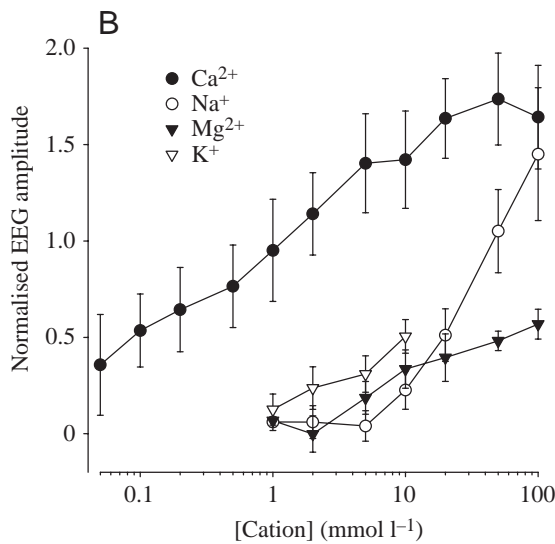 B
2.0
1.5
1.0
0.5
0
Normalised EEG amplitude
Ca²⁺
Na⁺
Mg²⁺
K⁺
0.1 1 10 100
[Cation] (mmol l⁻¹)